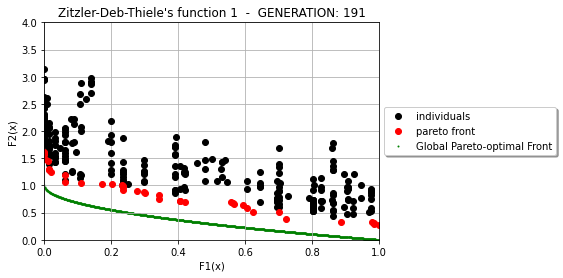 Zitzler-Deb-Thiele's function 1 - GENERATION: 191
4.0
3.5
3.0
2.5
2.0
1.5
1.0
0.5
0.0
F2(x)
0.0 0.2 0.4 0.6 0.8 1.0
F1(x)
individuals
pareto front
Global Pareto-optimal Front